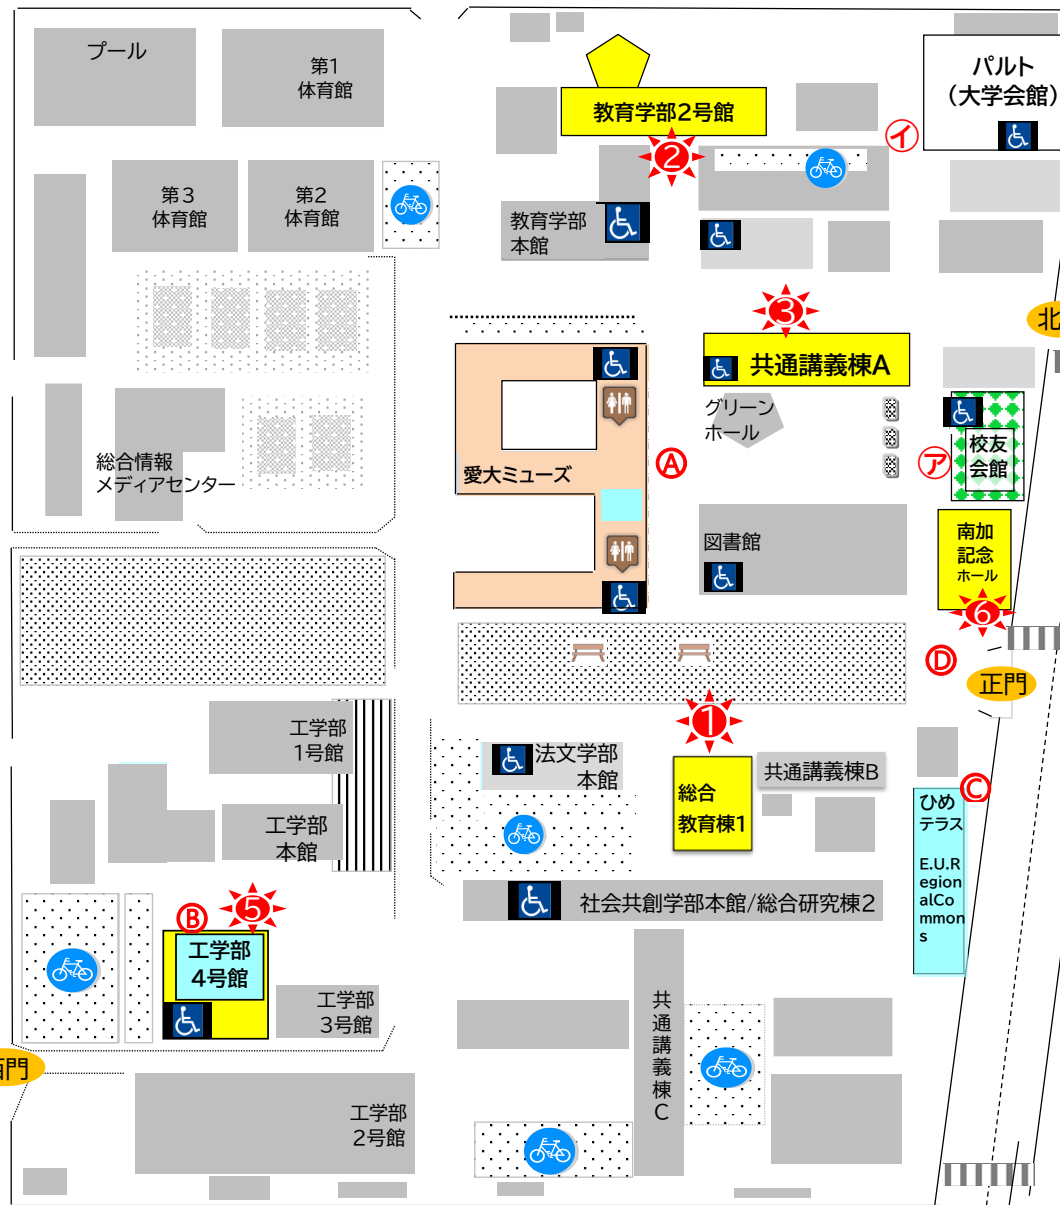 プール
第1
体育館
教育学部2号館
②
パルト
（大学会館）
㋑
第3
体育館
第2
体育館
教育学部
本館
③
共通講義棟A
北
グリーン
ホール
総合情報
メディアセンター
愛大ミューズ
Ⓐ
㋐
校友
会館
図書館
南加
記念
ホール
⑥
Ⓓ
正門
①
工学部
1号館
法文学部
本館
総合
教育棟1
共通講義棟B
Ⓒ
ひめ
テラス
E.U.R
egion
alCo
mmon
s
工学部
本館
社会共創学部本館/総合研究棟2
Ⓑ
⑤
工学部
4号館
工学部
3号館
共通講義棟C
門
工学部
2号館